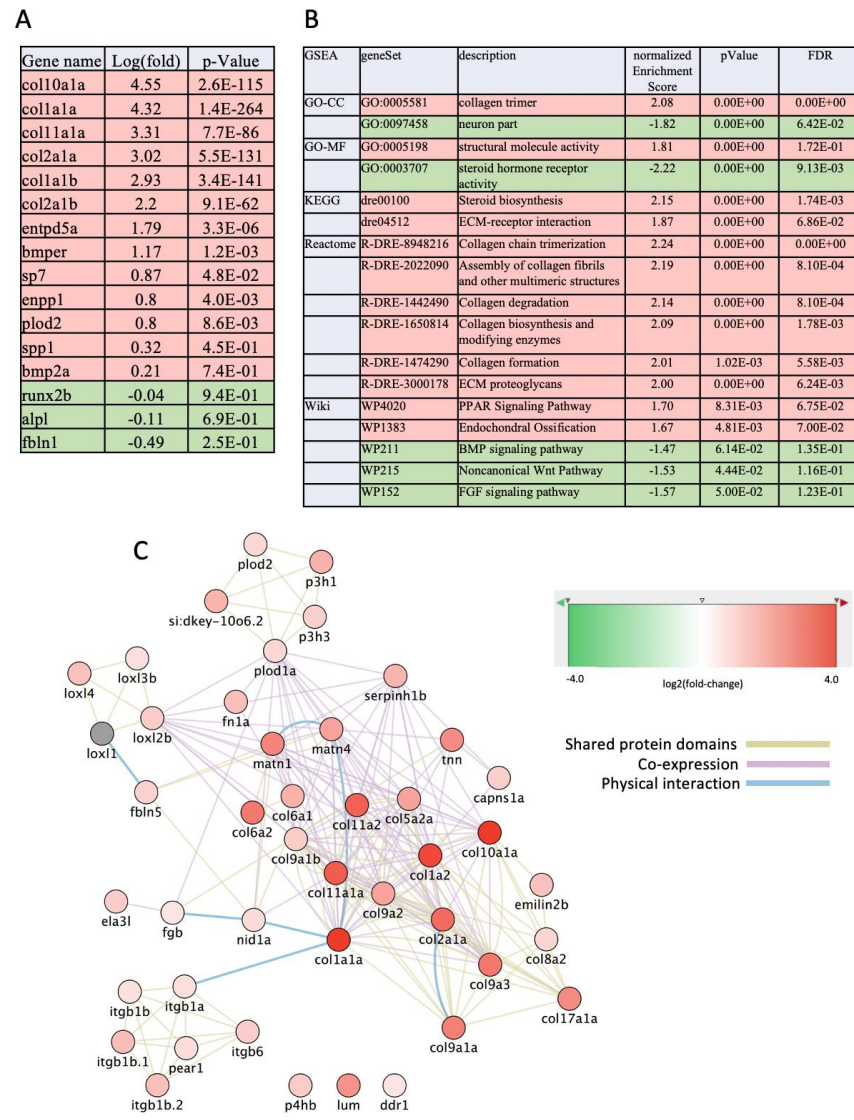 A
Gene name Log(fold) p-Value
col10a1a 4.55 2.6E-115
col1a1a 4.32 1.4E-264
col11a1a 3.31 7.7E-86
col2a1a 3.02 5.5E-131
col1a1b 2.93 3.4E-141
col2a1b 2.2 9.1E-62
entpd5a 1.79 3.3E-06
bmper 1.17 1.2E-03
sp7 0.87 4.8E-02
enpp1 0.8 4.0E-03
plod2 0.8 8.6E-03
spp1 0.32 4.5E-01
bmp2a 0.21 7.4E-01
runx2b -0.04 9.4E-01
alpl -0.11 6.9E-01
fbln1 -0.49 2.5E-01
B
GSEA geneSet description normalized Enrichment Score pValue FDR
GO-CC GO:0005581 collagen trimer 2.08 0.00E+00 0.00E+00
GO:0097458 neuron part -1.82 0.00E+00 6.42E-02
GO-MF GO:0005198 structural molecule activity 1.81 0.00E+00 1.72E-01
GO:0003707 steroid hormone receptor activity -2.22 0.00E+00 9.13E-03
KEGG dre00100 Steroid biosynthesis 2.15 0.00E+00 1.74E-03
dre04512 ECM-receptor interaction 1.87 0.00E+00 6.86E-02
Reactome R-DRE-8948216 Collagen chain trimerization 2.24 0.00E+00 0.00E+00
R-DRE-2022090 Assembly of collagen fibrils and other multimeric structures 2.19 0.00E+00 8.10E-04
R-DRE-1442490 Collagen degradation 2.14 0.00E+00 8.10E-04
R-DRE-1650814 Collagen biosynthesis and modifying enzymes 2.09 0.00E+00 1.78E-03
R-DRE-1474290 Collagen formation 2.01 1.02E-03 5.58E-03
R-DRE-3000178 ECM proteoglycans 2.00 0.00E+00 6.24E-03
Wiki WP4020 PPAR Signaling Pathway 1.70 8.31E-03 6.75E-02
WP1383 Endochondral Ossification 1.67 4.81E-03 7.00E-02
WP211 BMP signaling pathway -1.47 6.14E-02 1.35E-01
WP215 Noncanonical Wnt Pathway -1.53 4.44E-02 1.16E-01
WP152 FGF signaling pathway -1.57 5.00E-02 1.23E-01
C
plod2
p3h1
si:dkey-10o6.2
p3h3
plod1a
loxl3b
loxl4
serpinh1b
fn1a
loxl2b
loxl1
matn4
matn1
tnn
capns1a
fbln5
col6a1
col11a2
col5a2a
col6a2
col10a1a
col9a1b
col1a2
col11a1a
col9a2
emilin2b
ela3l
fgb
nid1a
col2a1a
col1a1a
col8a2
col9a3
itgb1b
itgb1a
col17a1a
col9a1a
itgb6
itgb1b.1
pear1
itgb1b.2
p4hb
lum
ddr1
-4.0
4.0
log2(fold-change)
Shared protein domains
Co-expression
Physical interaction